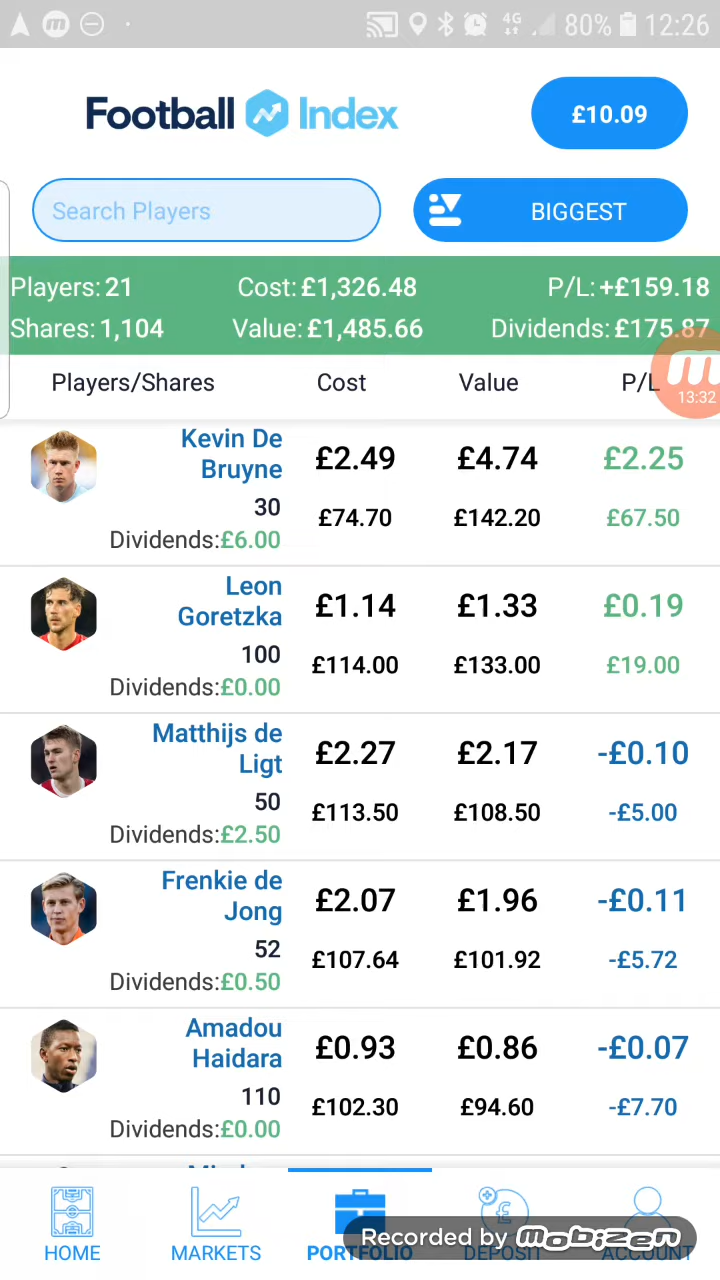 4G 80% 12:26
Football Index £10.09
Search Players BIGGEST
Players: 21 Cost: £1,326.48 P/L: +£159.18
Shares: 1,104 Value: £1,485.66 Dividends: £175.87
Players/Shares Cost Value P/L
13:32
Kevin De £2.49 £4.74 £2.25
Bruyne
30 £74.70 £142.20 £67.50
Dividends:£6.00
Leon £1.14 £1.33 £0.19
Goretzka
100 £114.00 £133.00 £19.00
Dividends:£0.00
Matthijs de £2.27 £2.17 -£0.10
Ligt
50 £113.50 £108.50 -£5.00
Dividends:£2.50
Frenkie de £2.07 £1.96 -£0.11
Jong
52 £107.64 £101.92 -£5.72
Dividends:£0.50
Amadou £0.93 £0.86 -£0.07
Haidara
110 £102.30 £94.60 -£7.70
Dividends:£0.00
Recorded by Mobizen
HOME MARKETS PORTFOLIO DEPOSIT ACCOUNT